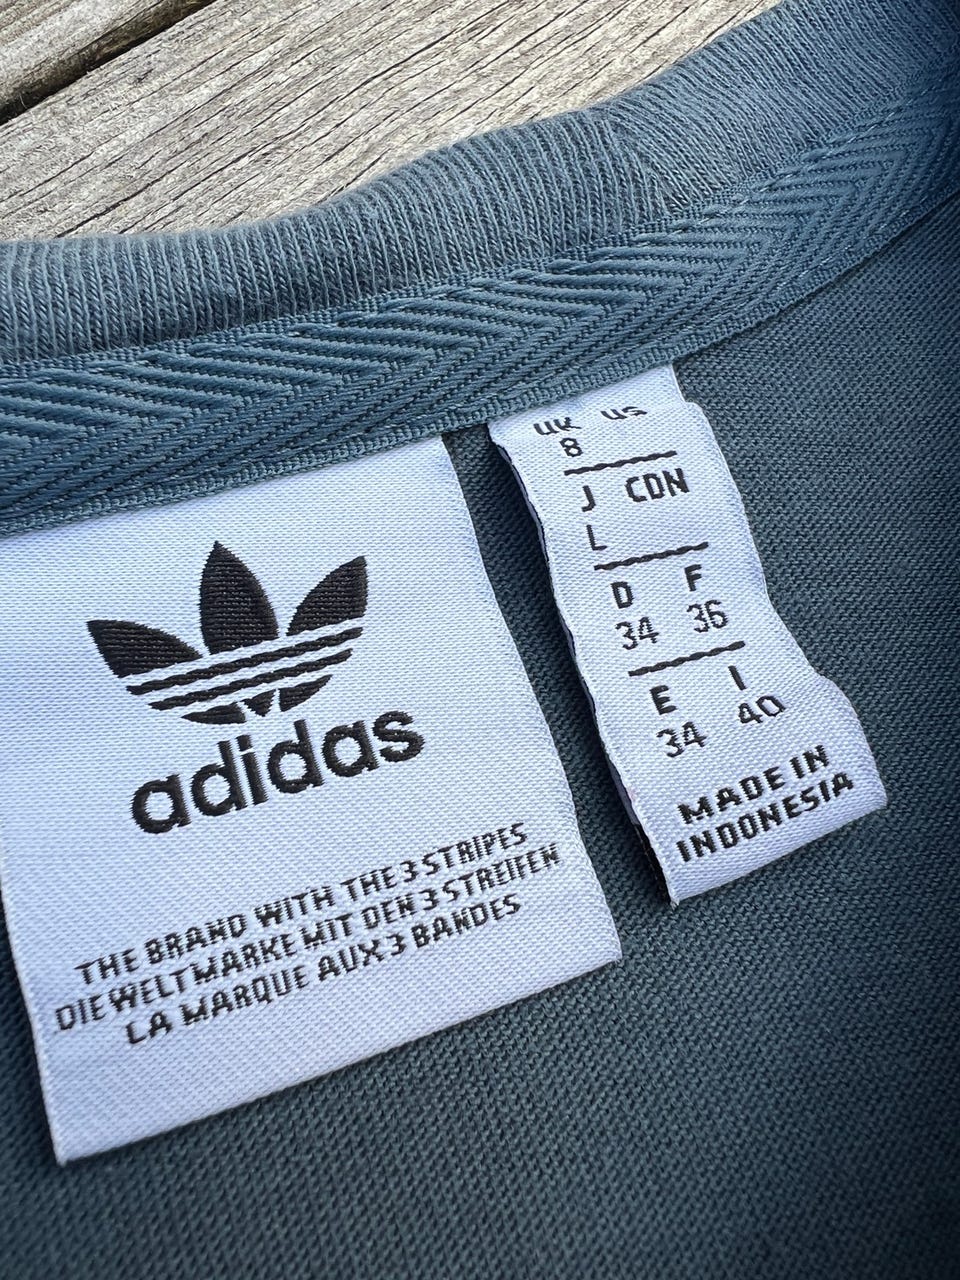 adidas
THE BRAND WITH THE 3 STRIPES
DIE WELTMARKE MIT DEN 3 STREIFEN
LA MARQUE AUX 3 BANDES
UK US
8
J CDN
L
D F
34 36
E I
34 40
MADE IN
INDONESIA